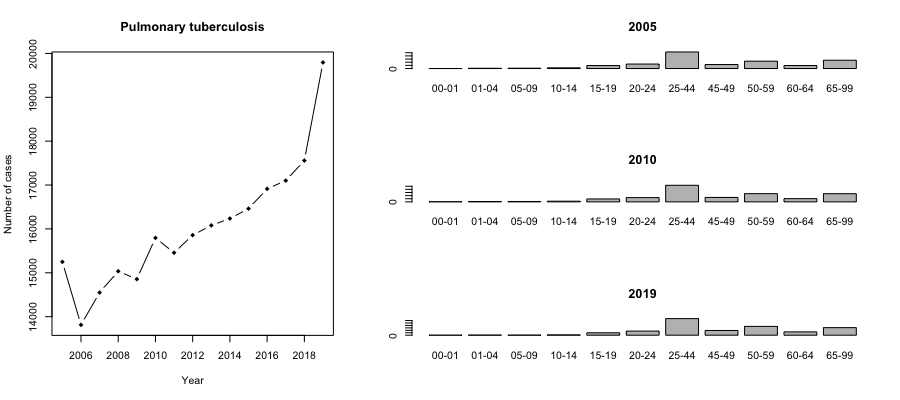 Pulmonary tuberculosis
Number of cases
20000
19000
18000
17000
16000
15000
14000
2006 2008 2010 2012 2014 2016 2018
Year
2005
0
00-01 01-04 05-09 10-14 15-19 20-24 25-44 45-49 50-59 60-64 65-99
2010
0
00-01 01-04 05-09 10-14 15-19 20-24 25-44 45-49 50-59 60-64 65-99
2019
0
00-01 01-04 05-09 10-14 15-19 20-24 25-44 45-49 50-59 60-64 65-99